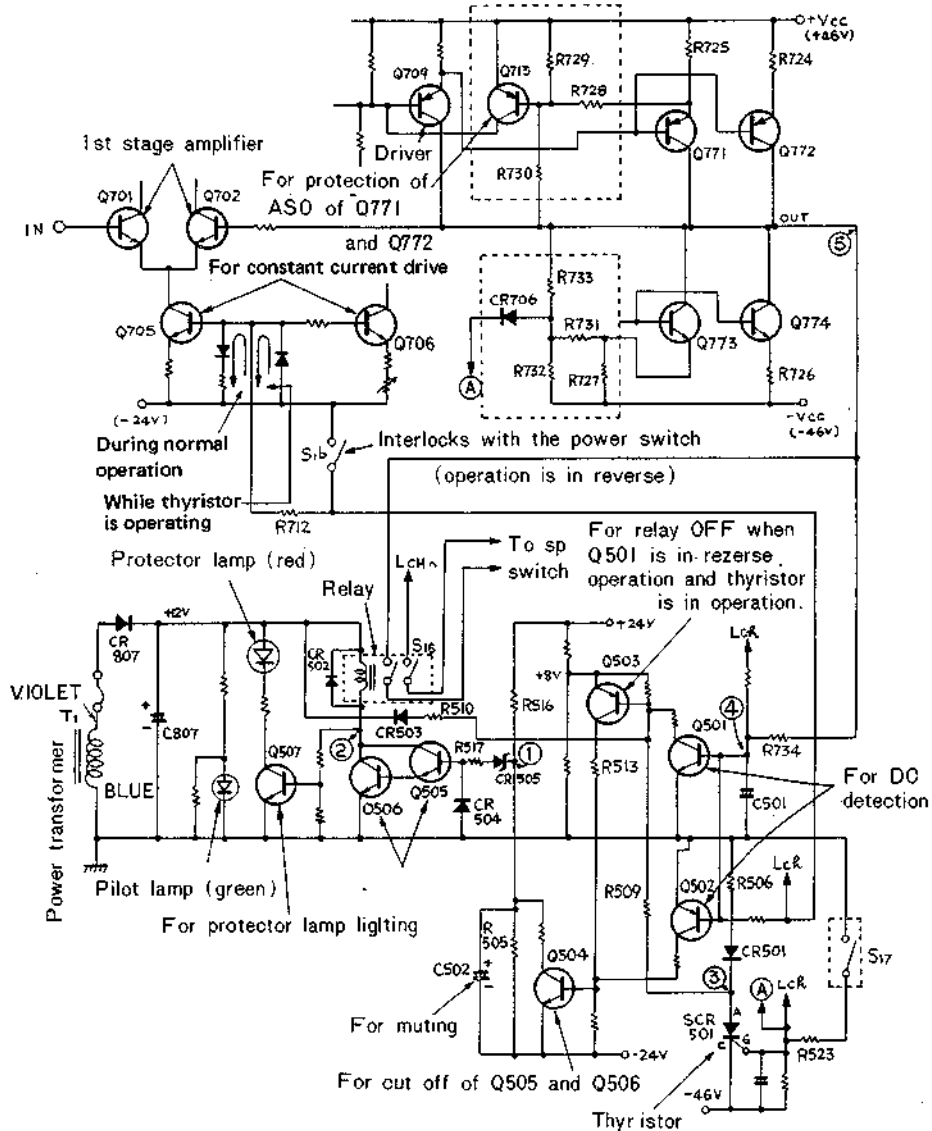 +Vcc
(+46V)
R725
R724
R729
Q709
Q713
R728
Driver
Q771
Q772
1st stage amplifier
R730
For protection of
ASO of Q771
and Q772
Q701
Q702
IN
OUT
⑤
For constant current drive
R733
CR706
R731
Q705
Q706
Q773
Q774
R732
R727
R726
Ⓐ
(-24V)
-Vcc
(-46V)
During normal
operation
S1b
Interlocks with the power switch
(operation is in reverse)
While thyristor
is operating
R712
For relay OFF when
Q501 is in rezerse
operation and thyristor
is in operation.
To sp
switch
Protector lamp (red)
Relay
+12V
+24V
Lch
CR
807
CR
502
S16
+8V
Q503
VIOLET
T1
R510
R516
Q501
④
C807
CR503
R734
②
R517
①
Q507
R513
CR505
For DC
detection
BLUE
Q506
Q505
CR
504
C501
Power transformer
Pilot lamp (green)
R509
Q502
R506
Lch
For protector lamp liglting
R
505
Q504
CR501
S17
C502
③
Ⓐ
Lch
For muting
SCR
501
A
C
G
R523
-24V
For cut off of Q505 and Q506
-46V
Thyristor